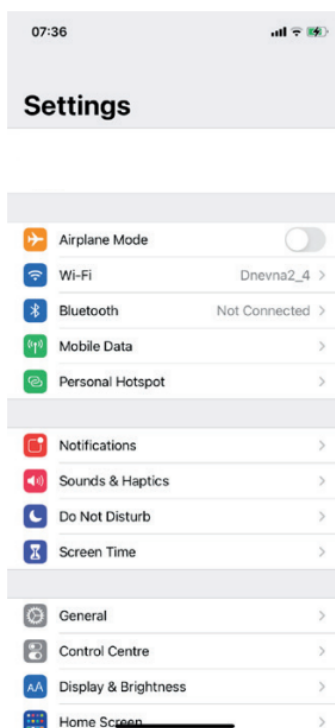 07:36
Settings
Airplane Mode
Wi-Fi Dnevna2_4
Bluetooth Not Connected
Mobile Data
Personal Hotspot
Notifications
Sounds & Haptics
Do Not Disturb
Screen Time
General
Control Centre
AA Display & Brightness
Home Screen